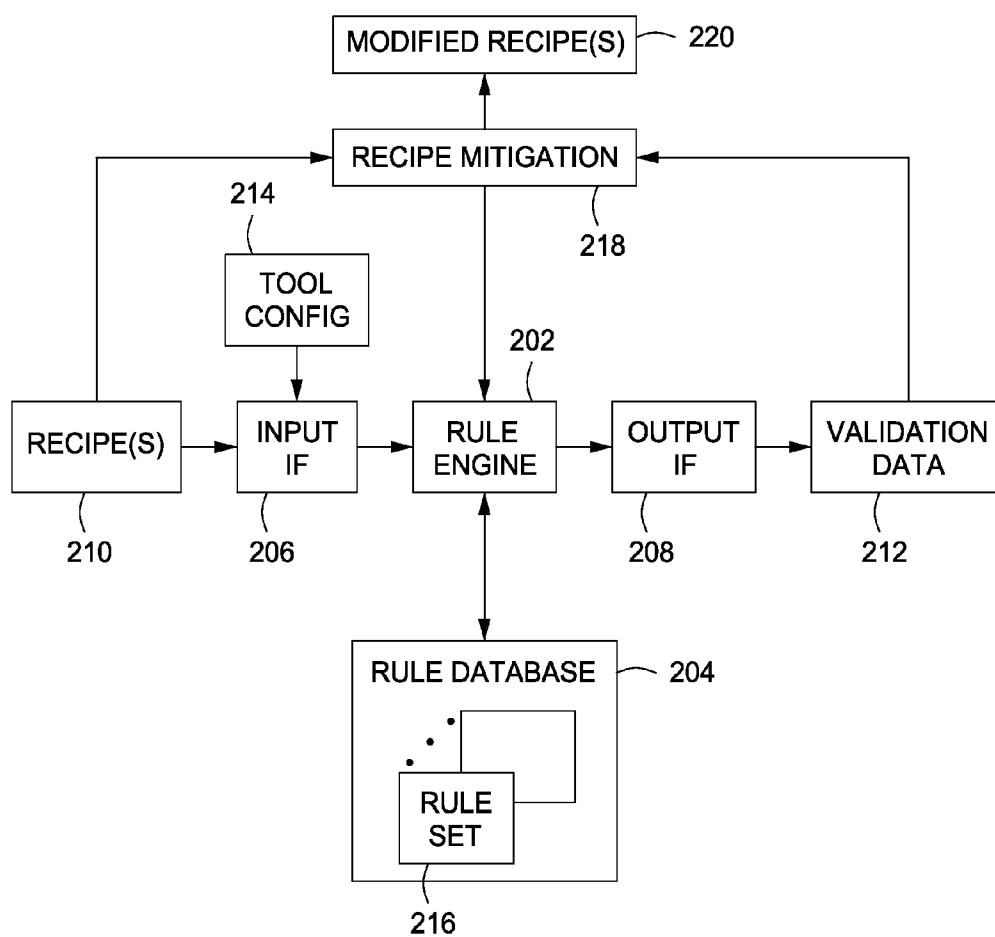 MODIFIED RECIPE(S)
220
RECIPE MITIGATION
218
214
TOOL
CONFIG
202
RECIPE(S)
INPUT
IF
RULE
ENGINE
OUTPUT
IF
VALIDATION
DATA
210
206
208
212
RULE DATABASE
204
RULE
SET
216